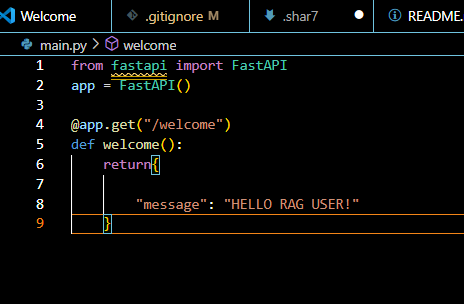 Welcome .gitignore M .shar7 README.
main.py > welcome
1 from fastapi import FastAPI
2 app = FastAPI()
3
4 @app.get("/welcome")
5 def welcome():
6 return{
7
8 "message": "HELLO RAG USER!"
9 }